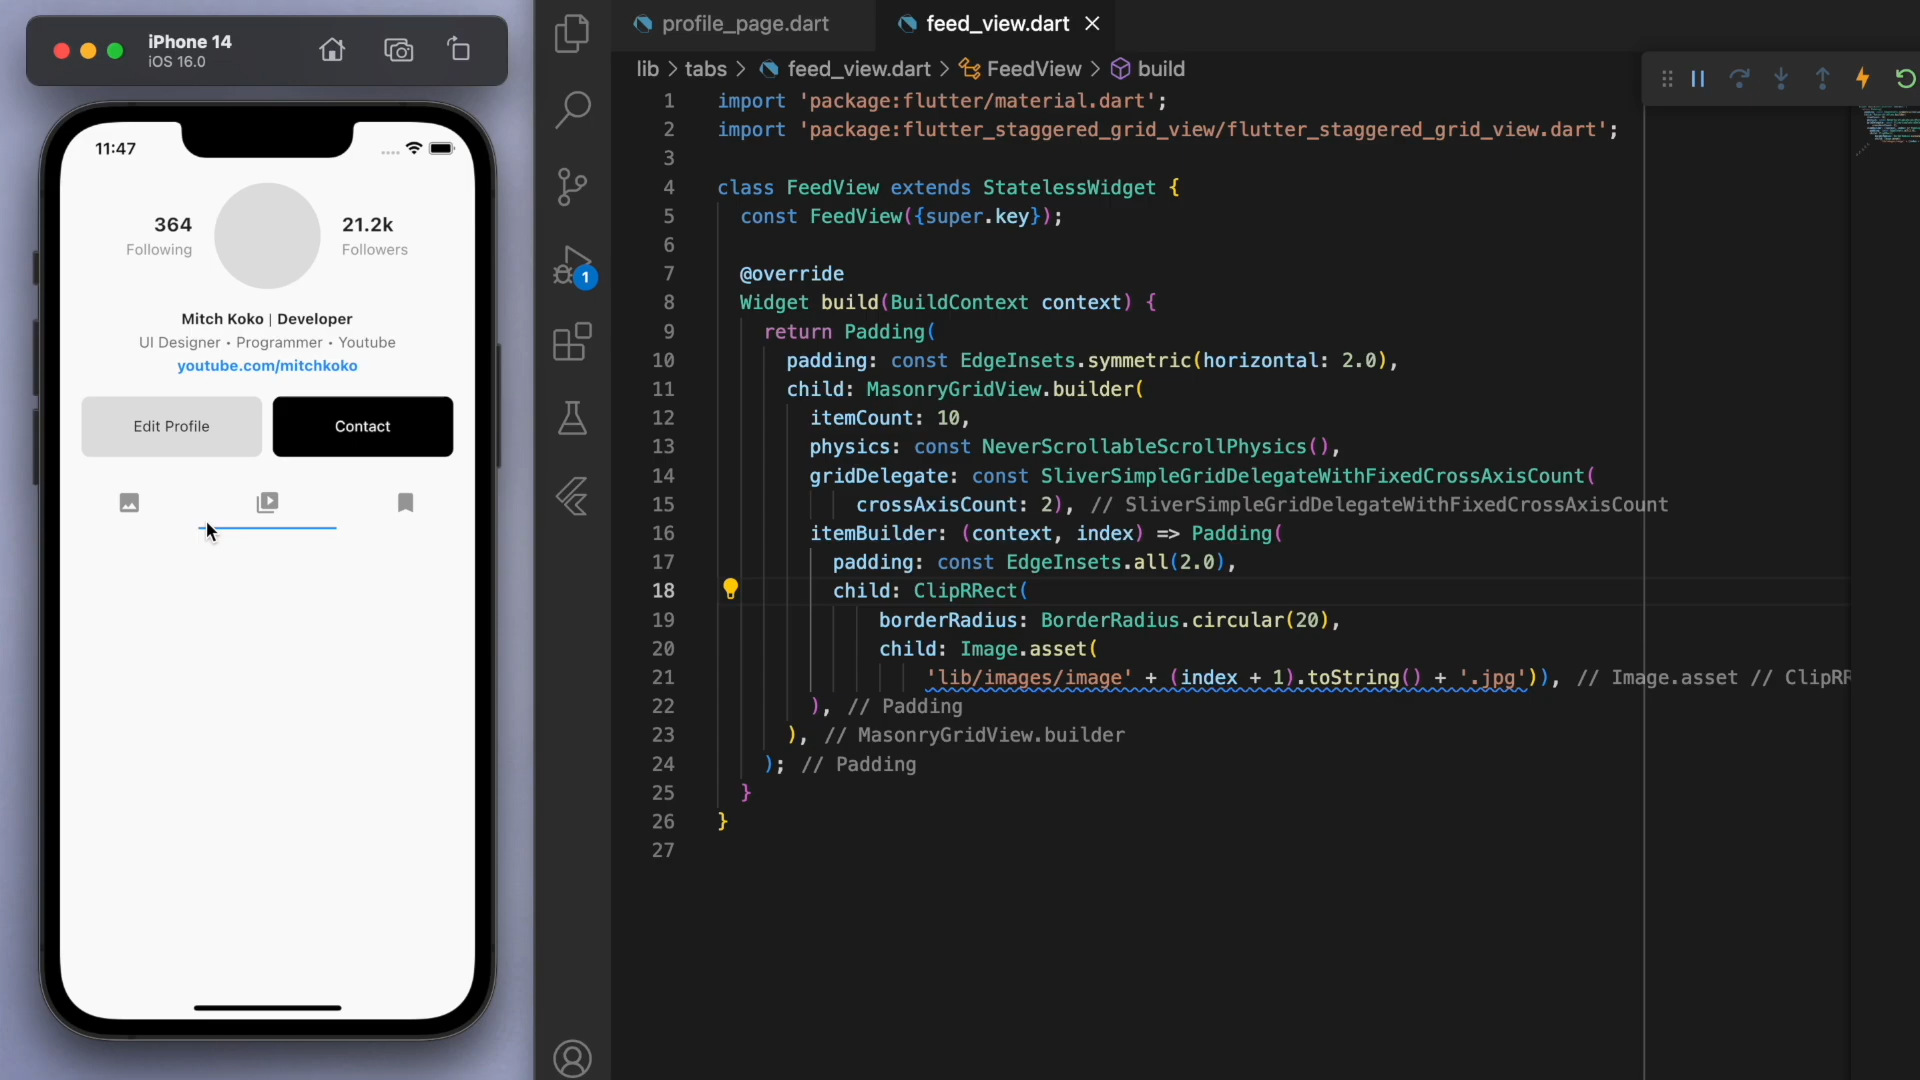 iPhone 14
iOS 16.0
11:47
364
Following
21.2k
Followers
Mitch Koko | Developer
UI Designer • Programmer • Youtube
youtube.com/mitchkoko
Edit Profile
Contact
1
profile_page.dart
feed_view.dart
lib > tabs > feed_view.dart > FeedView > build
1 import 'package:flutter/material.dart';
2 import 'package:flutter_staggered_grid_view/flutter_staggered_grid_view.dart';
3
4 class FeedView extends StatelessWidget {
5 const FeedView({super.key});
6
7 @override
8 Widget build(BuildContext context) {
9 return Padding(
10 padding: const EdgeInsets.symmetric(horizontal: 2.0),
11 child: MasonryGridView.builder(
12 itemCount: 10,
13 physics: const NeverScrollableScrollPhysics(),
14 gridDelegate: const SliverSimpleGridDelegateWithFixedCrossAxisCount(
15 crossAxisCount: 2), // SliverSimpleGridDelegateWithFixedCrossAxisCount
16 itemBuilder: (context, index) => Padding(
17 padding: const EdgeInsets.all(2.0),
18 child: ClipRRect(
19 borderRadius: BorderRadius.circular(20),
20 child: Image.asset(
21 'lib/images/image' + (index + 1).toString() + '.jpg')), // Image.asset // ClipRR
22 ), // Padding
23 ), // MasonryGridView.builder
24 ); // Padding
25 }
26 }
27